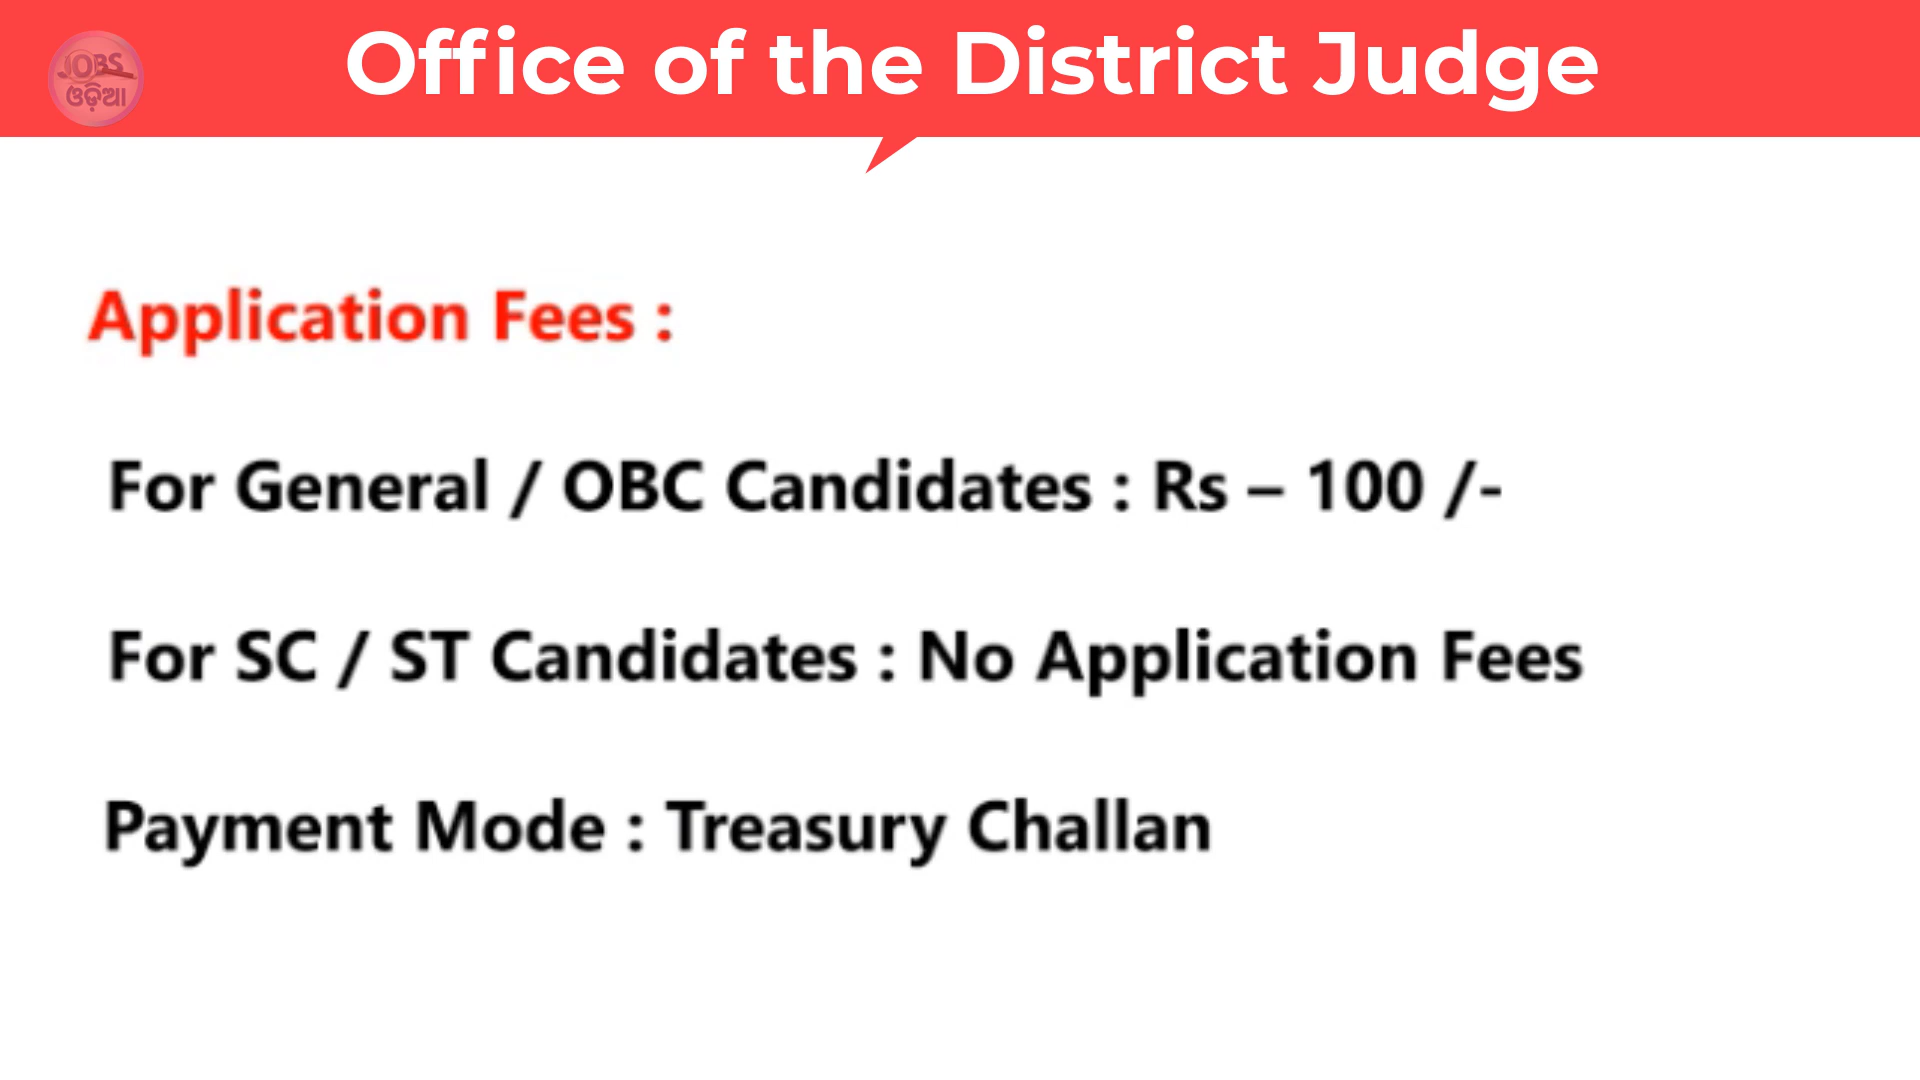 Office of the District Judge
JOBS
ଓଡ଼ିଆ
Application Fees :
For General / OBC Candidates : Rs – 100 /-
For SC / ST Candidates : No Application Fees
Payment Mode : Treasury Challan